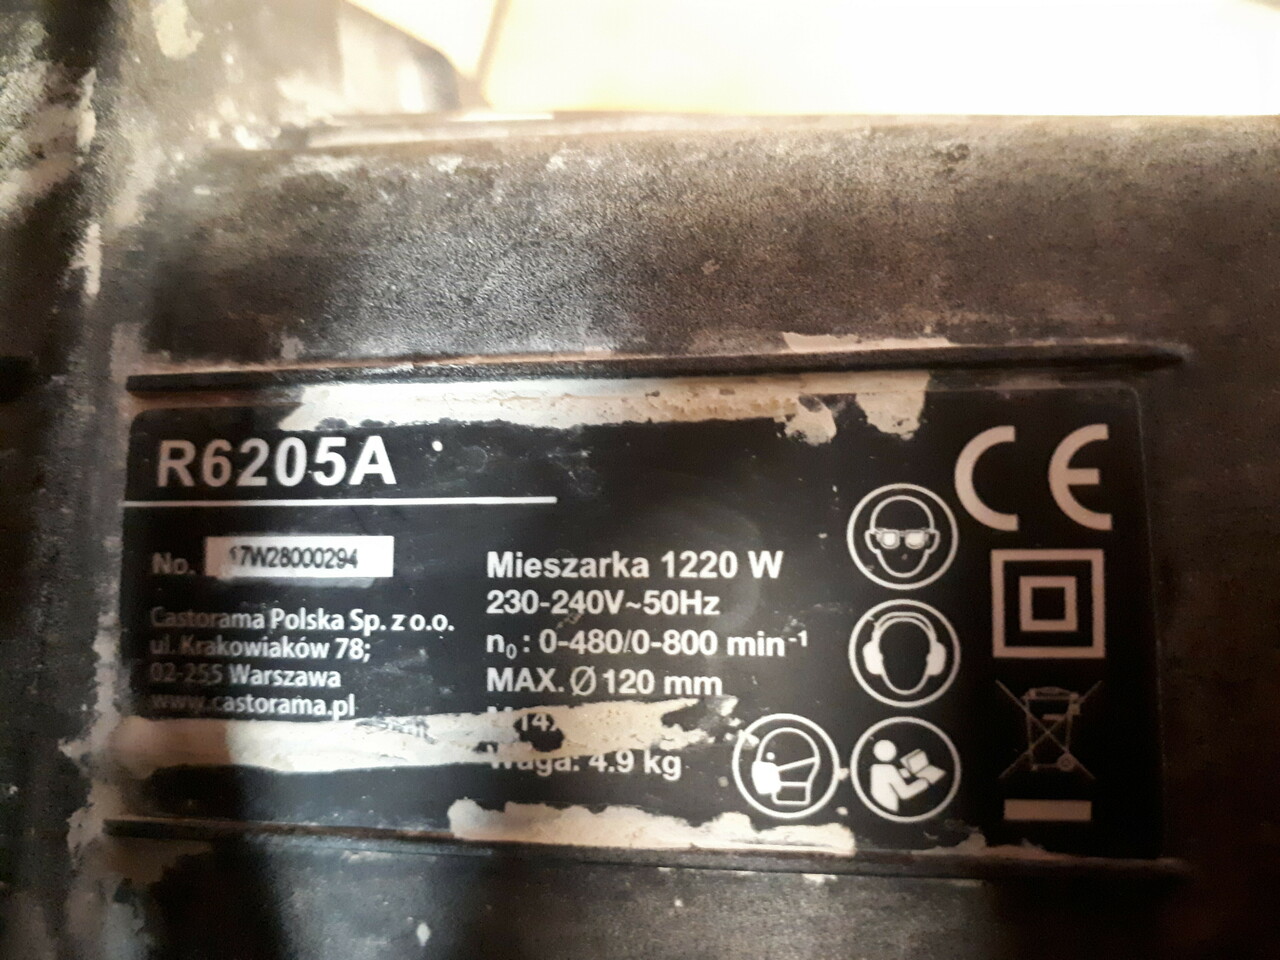 R6205A
CE
No. 17W28000294
Castorama Polska Sp. z o.o.
ul. Krakowiaków 78;
02-255 Warszawa
www.castorama.pl
Mieszarka 1220 W
230-240V~50Hz
n₀: 0-480/0-800 min⁻¹
MAX. Ø 120 mm
Waga: 4.9 kg